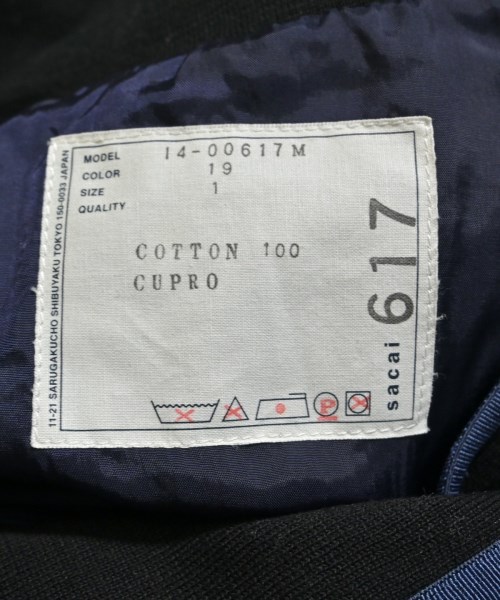 MODEL 14-00617M
COLOR 19
SIZE 1
QUALITY
COTTON 100
CUPRO
P
sacai 617
11-21 SARUGAKUCHO SHIBUYAKU TOKYO 150-0033 JAPAN